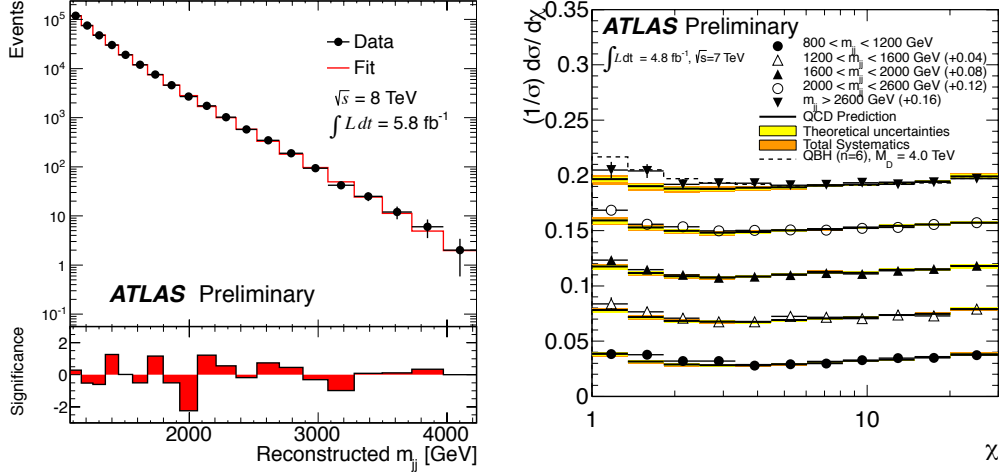 Events
10^5
10^4
10^3
10^2
10
1
10^-1
Data
Fit
√s = 8 TeV
∫ L dt = 5.8 fb^-1
ATLAS Preliminary
Significance
2
0
-2
2000 3000 4000
Reconstructed m_jj [GeV]
(1/σ) dσ/dχ
0.35
0.3
0.25
0.2
0.15
0.1
0.05
0
ATLAS Preliminary
∫ L dt = 4.8 fb^-1, √s=7 TeV
800 < m_jj < 1200 GeV
1200 < m_jj < 1600 GeV (+0.04)
1600 < m_jj < 2000 GeV (+0.08)
2000 < m_jj < 2600 GeV (+0.12)
m_jj > 2600 GeV (+0.16)
QCD Prediction
Theoretical uncertainties
Total Systematics
QBH (n=6), M_D = 4.0 TeV
1 10
χ